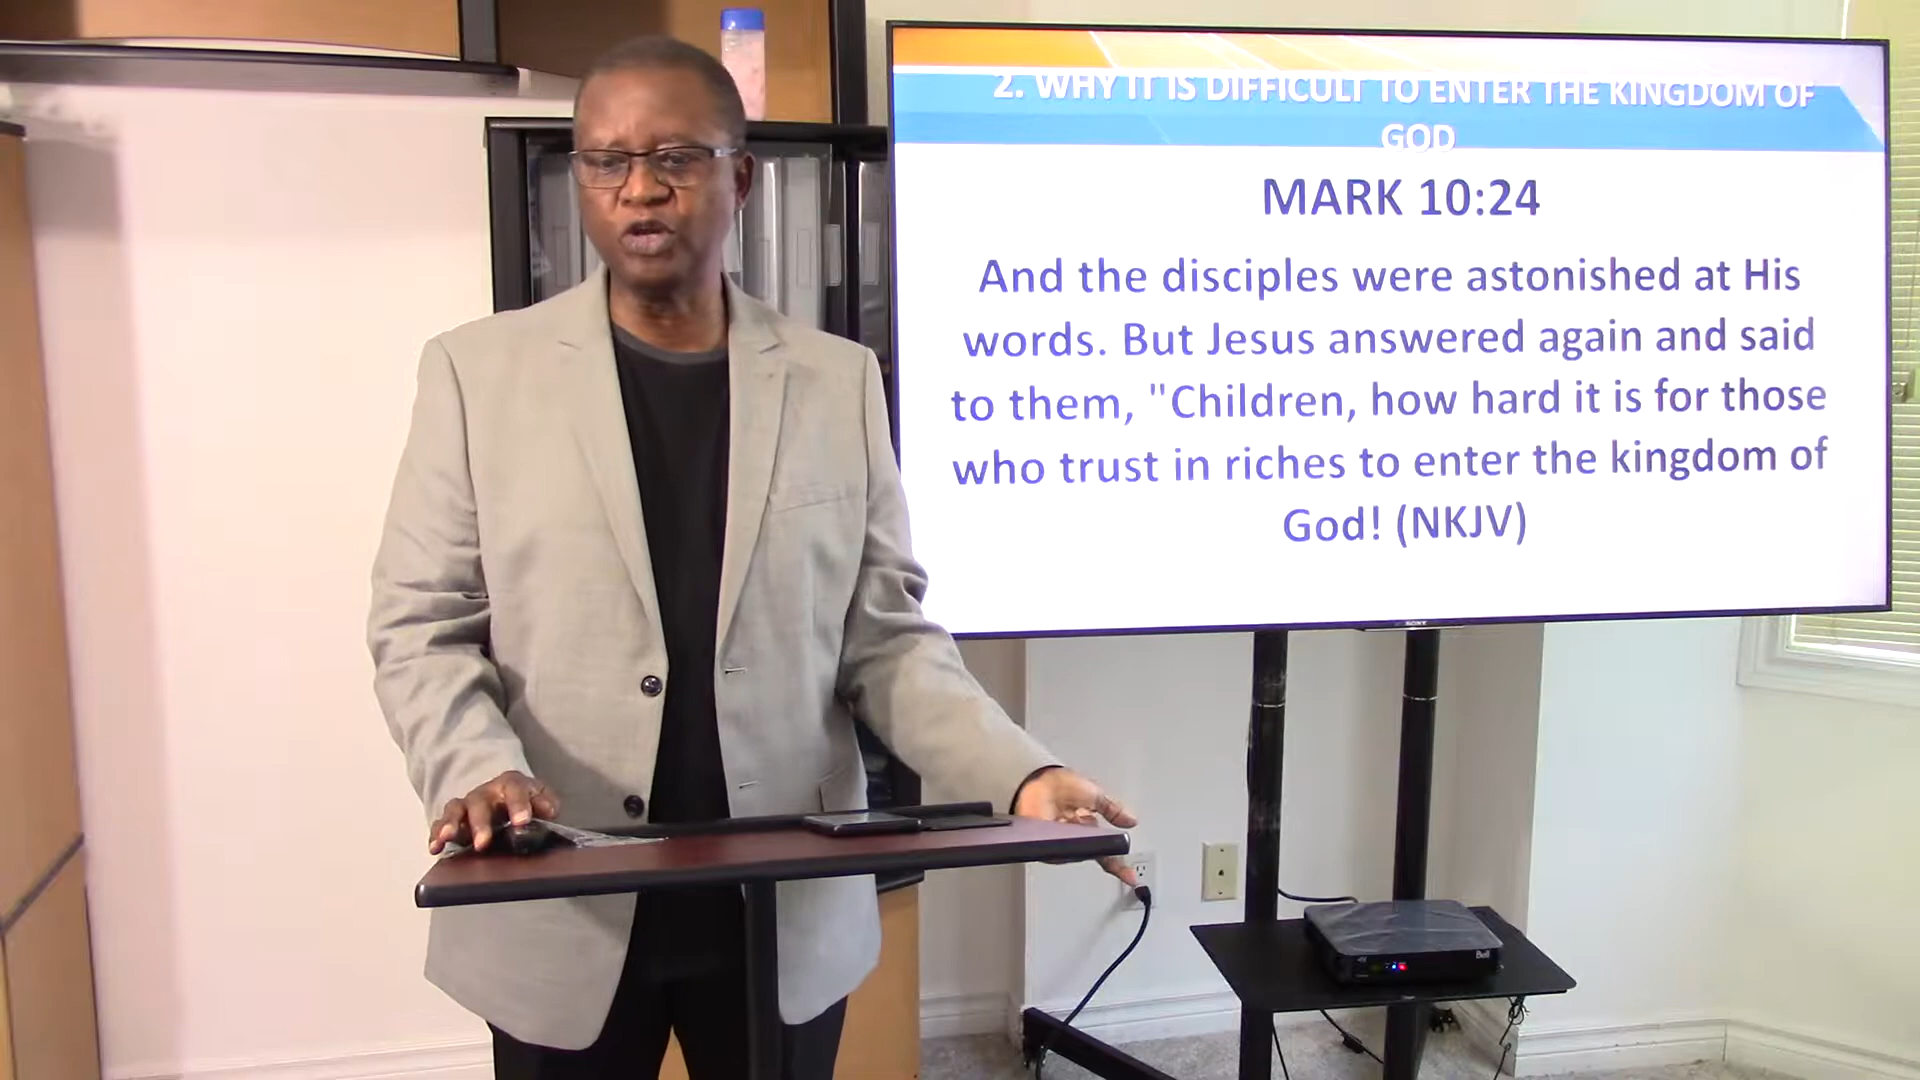 2. WHY IT IS DIFFICULT TO ENTER THE KINGDOM OF
GOD
MARK 10:24
And the disciples were astonished at His
words. But Jesus answered again and said
to them, "Children, how hard it is for those
who trust in riches to enter the kingdom of
God! (NKJV)
SONY
Bell